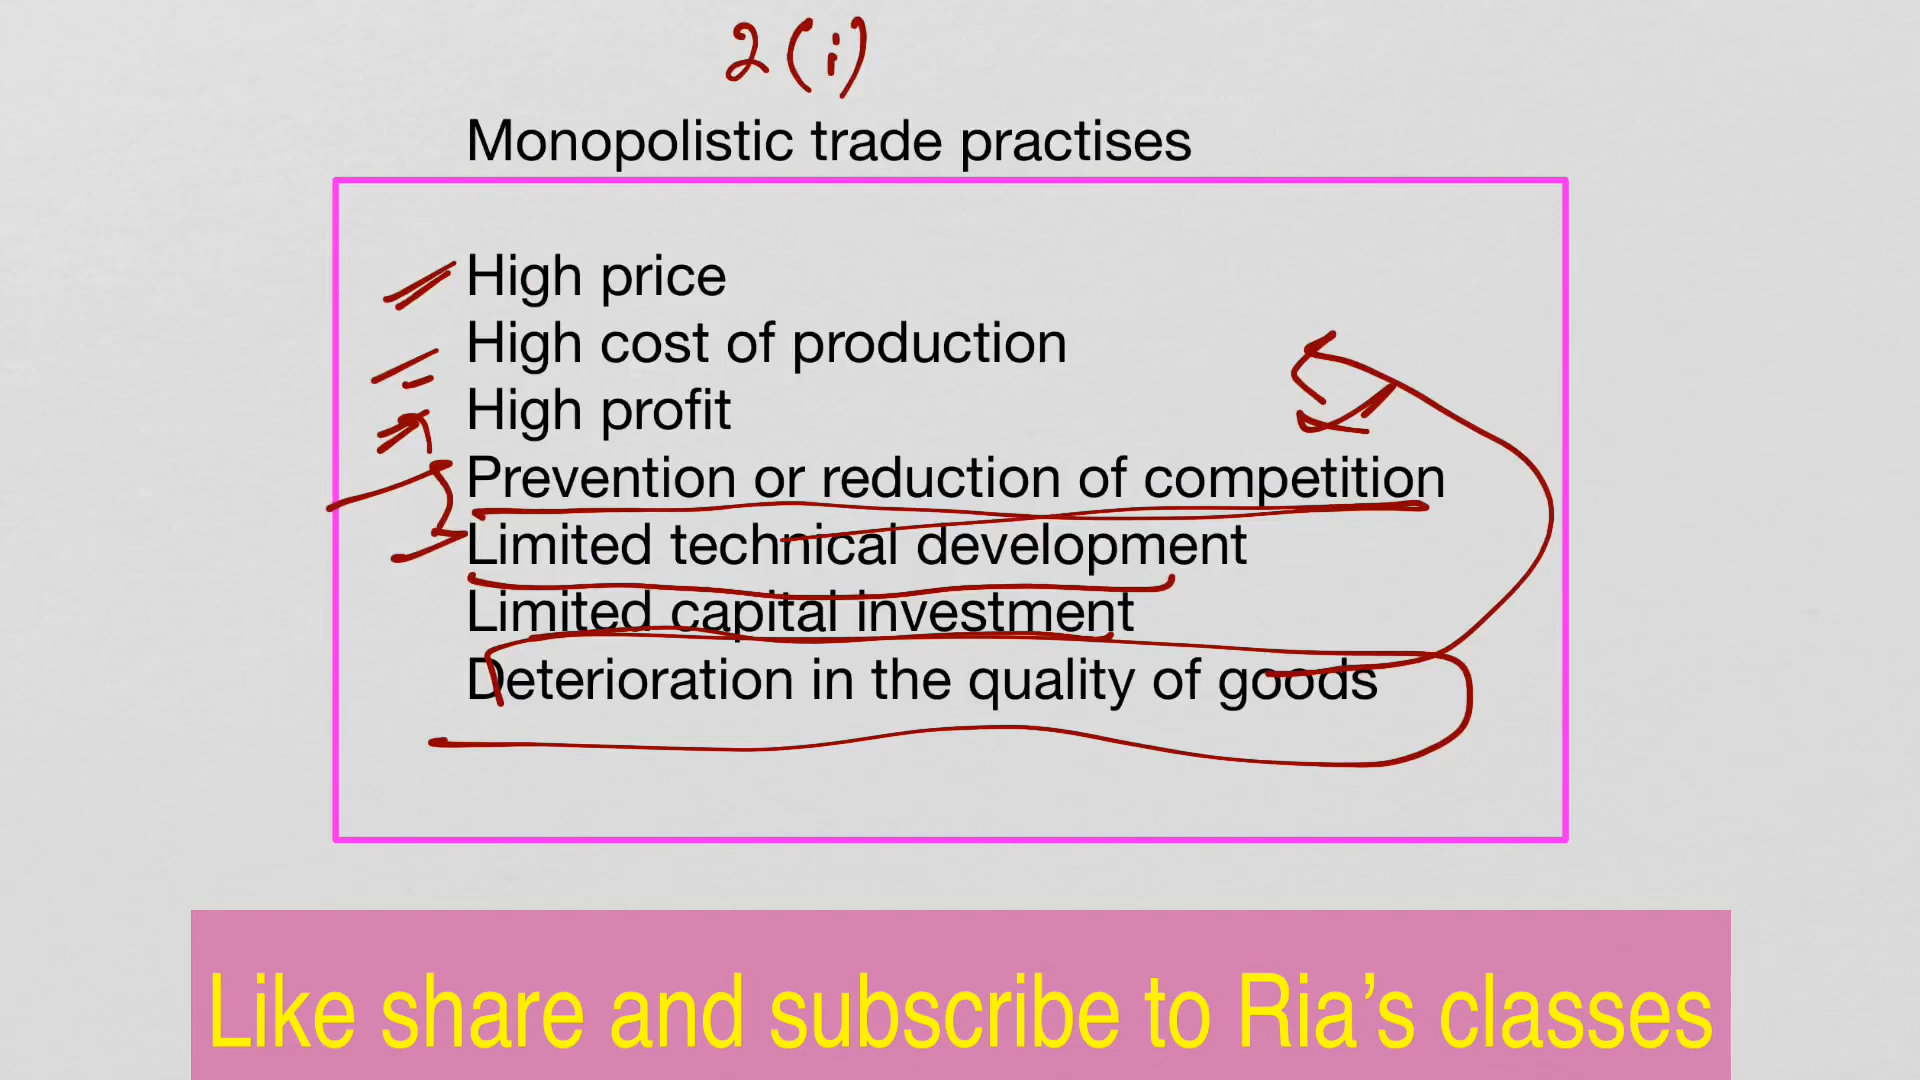 2 (i)
Monopolistic trade practises
High price
High cost of production
High profit
Prevention or reduction of competition
Limited technical development
Limited capital investment
Deterioration in the quality of goods
Like share and subscribe to Ria’s classes